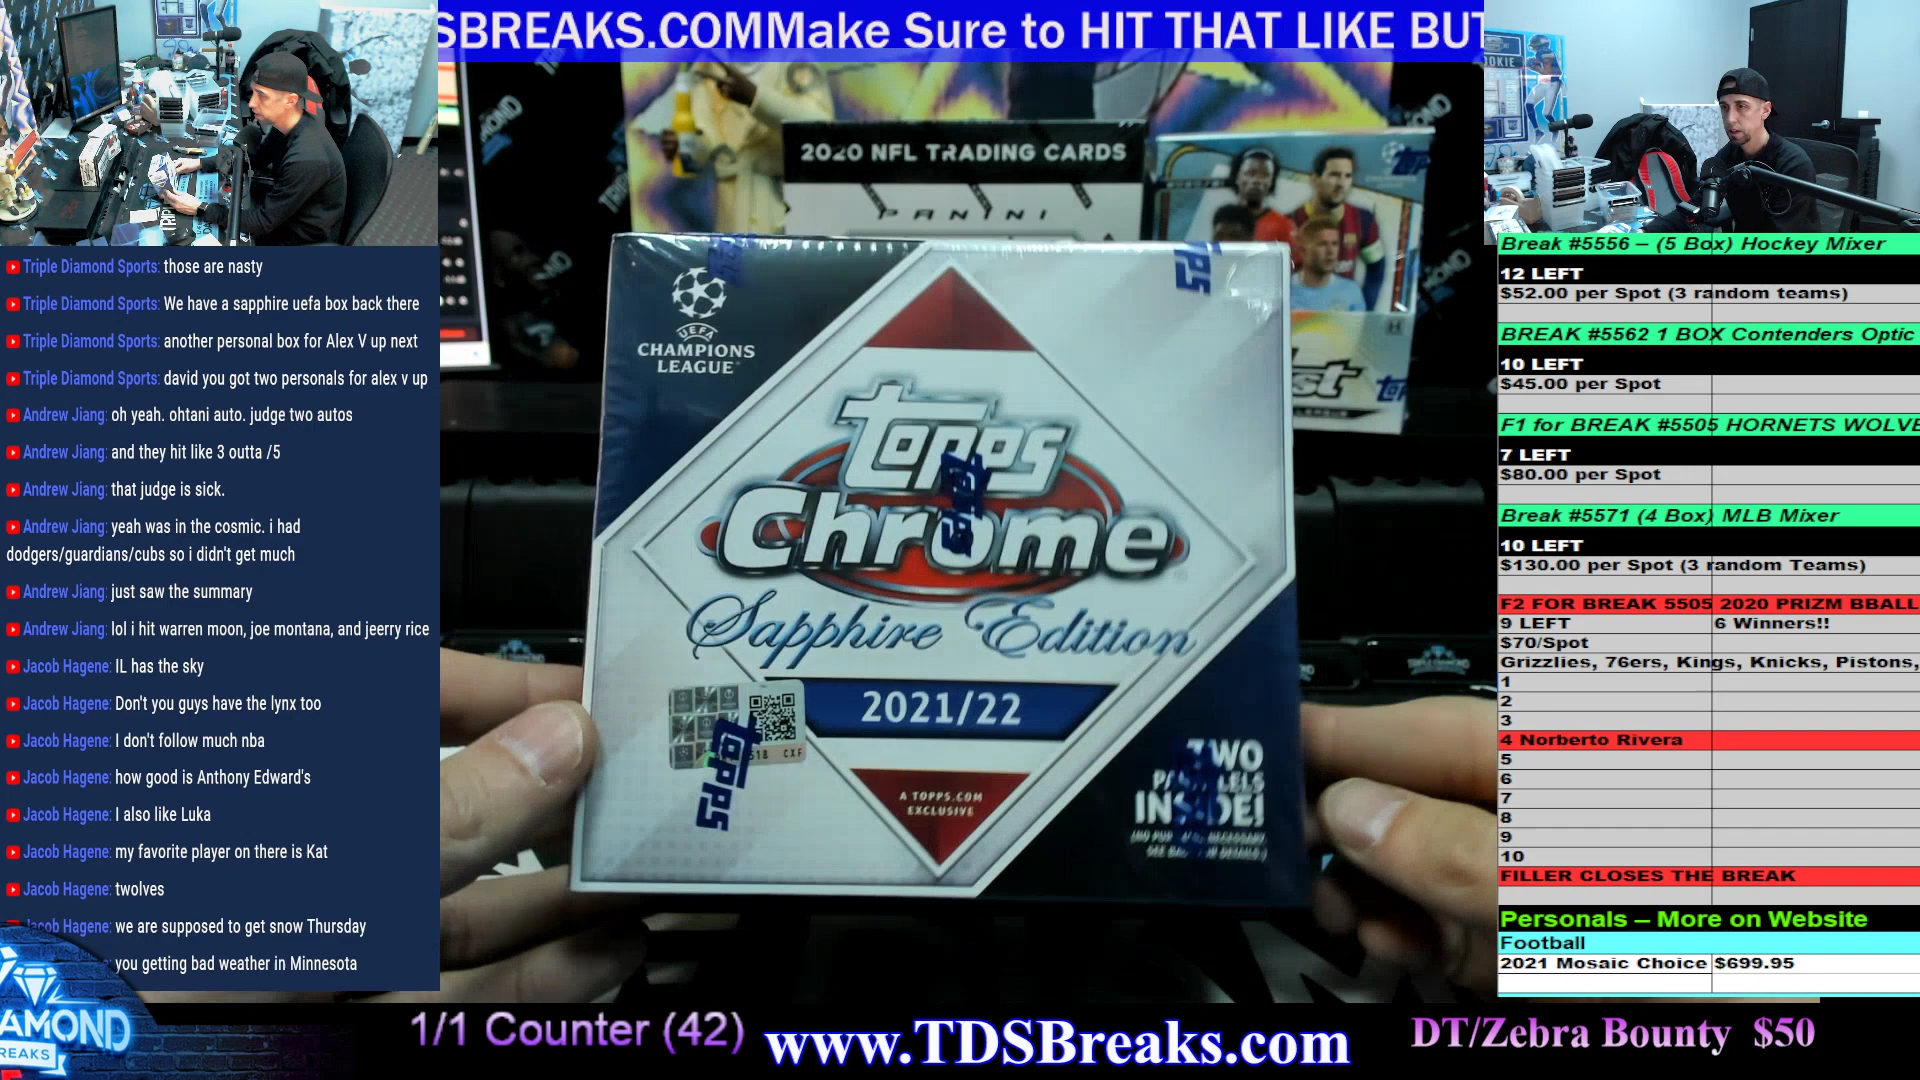 SBREAKS.COMMake Sure to HIT THAT LIKE BUT
Triple Diamond Sports: those are nasty
Triple Diamond Sports: We have a sapphire uefa box back there
Triple Diamond Sports: another personal box for Alex V up next
Triple Diamond Sports: david you got two personals for alex v up
Andrew Jiang: oh yeah. ohtani auto. judge two autos
Andrew Jiang: and they hit like 3 outta /5
Andrew Jiang: that judge is sick.
Andrew Jiang: yeah was in the cosmic. i had
dodgers/guardians/cubs so i didn't get much
Andrew Jiang: just saw the summary
Andrew Jiang: lol i hit warren moon, joe montana, and jeerry rice
Jacob Hagene: IL has the sky
Jacob Hagene: Don't you guys have the lynx too
Jacob Hagene: I don't follow much nba
Jacob Hagene: how good is Anthony Edward's
Jacob Hagene: I also like Luka
Jacob Hagene: my favorite player on there is Kat
Jacob Hagene: twolves
Jacob Hagene: we are supposed to get snow Thursday
you getting bad weather in Minnesota
AMOND
REAKS
2020 NFL TRADING CARDS
PANINI
UEFA
CHAMPIONS
LEAGUE
TOPPS
Topps
Chrome
Sapphire Edition
2021/22
A TOPPS.COM
EXCLUSIVE
TWO
PARALLELS
INSIDE!
TOPPS
1/1 Counter (42)
www.TDSBreaks.com
DT/Zebra Bounty $50
Break #5556 – (5 Box) Hockey Mixer
12 LEFT
$52.00 per Spot (3 random teams)
BREAK #5562 1 BOX Contenders Optic
10 LEFT
$45.00 per Spot
F1 for BREAK #5505 HORNETS WOLVE
7 LEFT
$80.00 per Spot
Break #5571 (4 Box) MLB Mixer
10 LEFT
$130.00 per Spot (3 random Teams)
F2 FOR BREAK 5505 2020 PRIZM BBALL
9 LEFT 6 Winners!!
$70/Spot
Grizzlies, 76ers, Kings, Knicks, Pistons,
1
2
3
4 Norberto Rivera
5
6
7
8
9
10
FILLER CLOSES THE BREAK
Personals – More on Website
Football
2021 Mosaic Choice $699.95